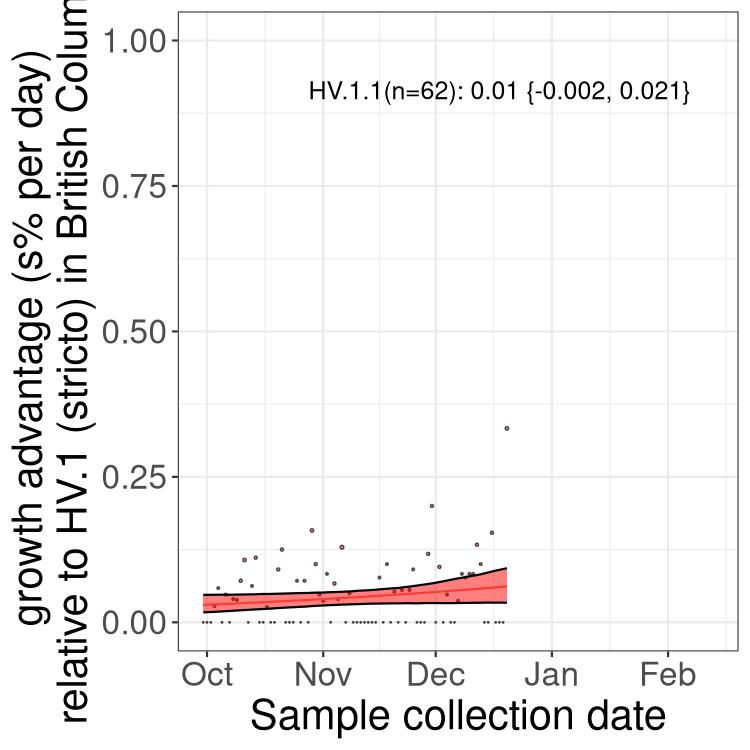 growth advantage (s% per day)
relative to HV.1 (stricto) in British Colum
1.00
0.75
0.50
0.25
0.00
HV.1.1(n=62): 0.01 {-0.002, 0.021}
Oct Nov Dec Jan Feb
Sample collection date